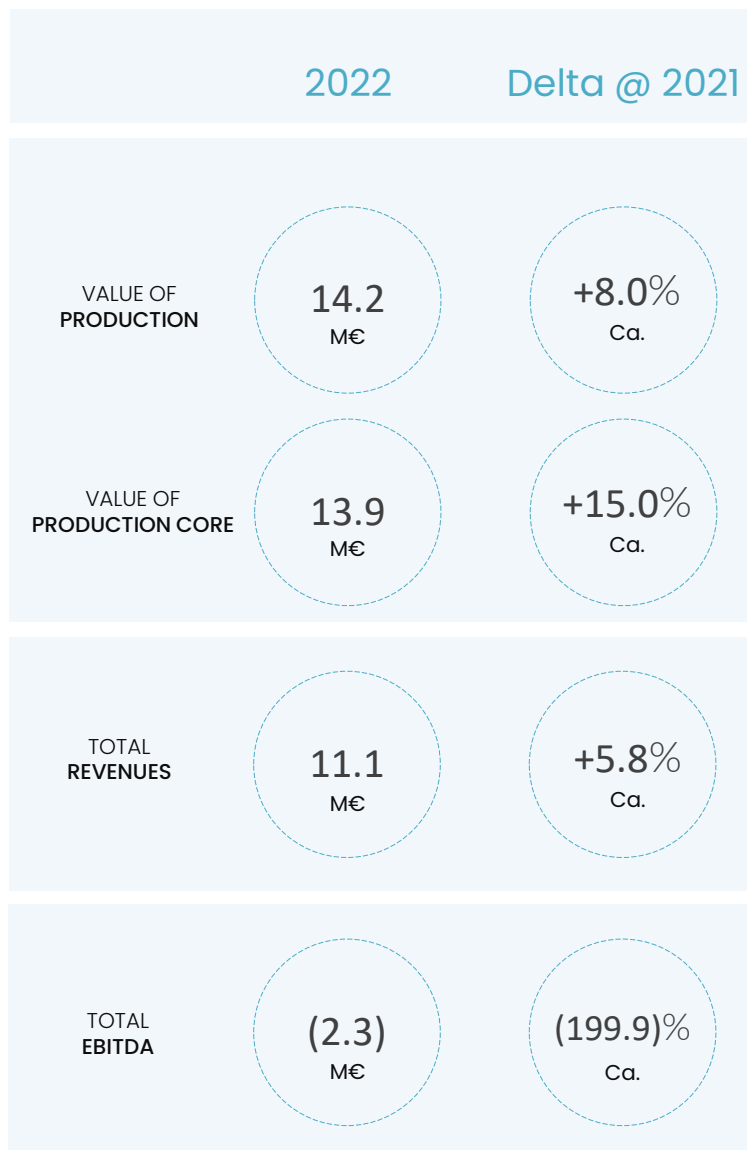 2022 Delta @ 2021
VALUE OF
PRODUCTION
14.2
M€
+8.0%
Ca.
VALUE OF
PRODUCTION CORE
13.9
M€
+15.0%
Ca.
TOTAL
REVENUES
11.1
M€
+5.8%
Ca.
TOTAL
EBITDA
(2.3)
M€
(199.9)%
Ca.